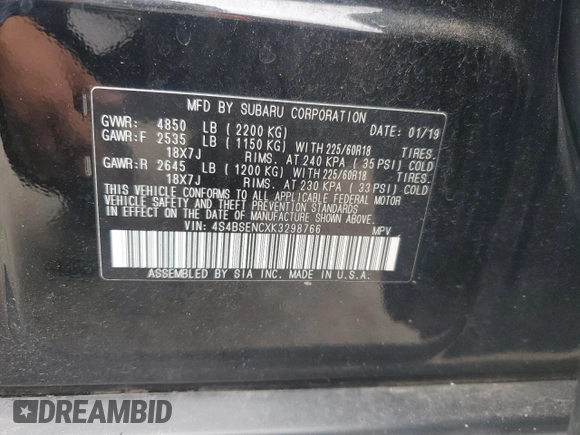 MFD BY SUBARU CORPORATION
GVWR: 4850 LB (2200 KG) DATE: 01/19
GAWR:F 2535 LB (1150 KG) WITH 225/60R18 TIRES.
18X7J RIMS. AT 240 KPA (35 PSI) COLD
GAWR:R 2645 LB (1200 KG) WITH 225/60R18 TIRES.
18X7J RIMS. AT 230 KPA (33 PSI) COLD
THIS VEHICLE CONFORMS TO ALL APPLICABLE FEDERAL MOTOR
VEHICLE SAFETY AND THEFT PREVENTION STANDARDS
IN EFFECT ON THE DATE OF MANUFACTURE SHOWN ABOVE.
VIN: 4S4BSENCXK3298766 MPV
ASSEMBLED BY SIA INC. MADE IN U.S.A.
DREAMBID